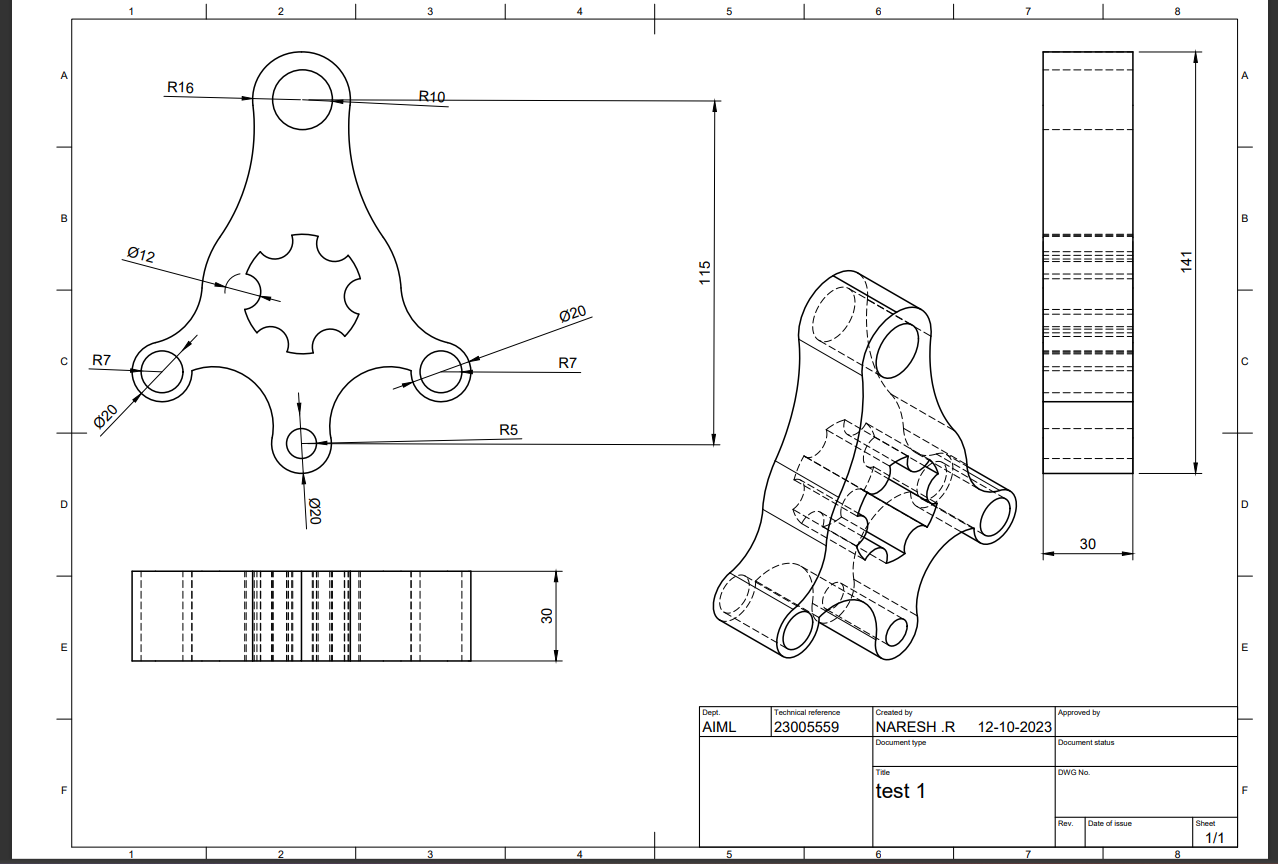 1 2 3 4 5 6 7 8
A A
R16
R10
B B
Ø12
115
141
Ø20
C C
R7
R7
Ø20
R5
D D
Ø20
30
30
E E
Dept. Technical reference Created by Approved by
AIML 23005559 NARESH .R 12-10-2023
Document type Document status
Title DWG No.
test 1
F F
Rev. Date of issue Sheet
1/1
1 2 3 4 5 6 7 8